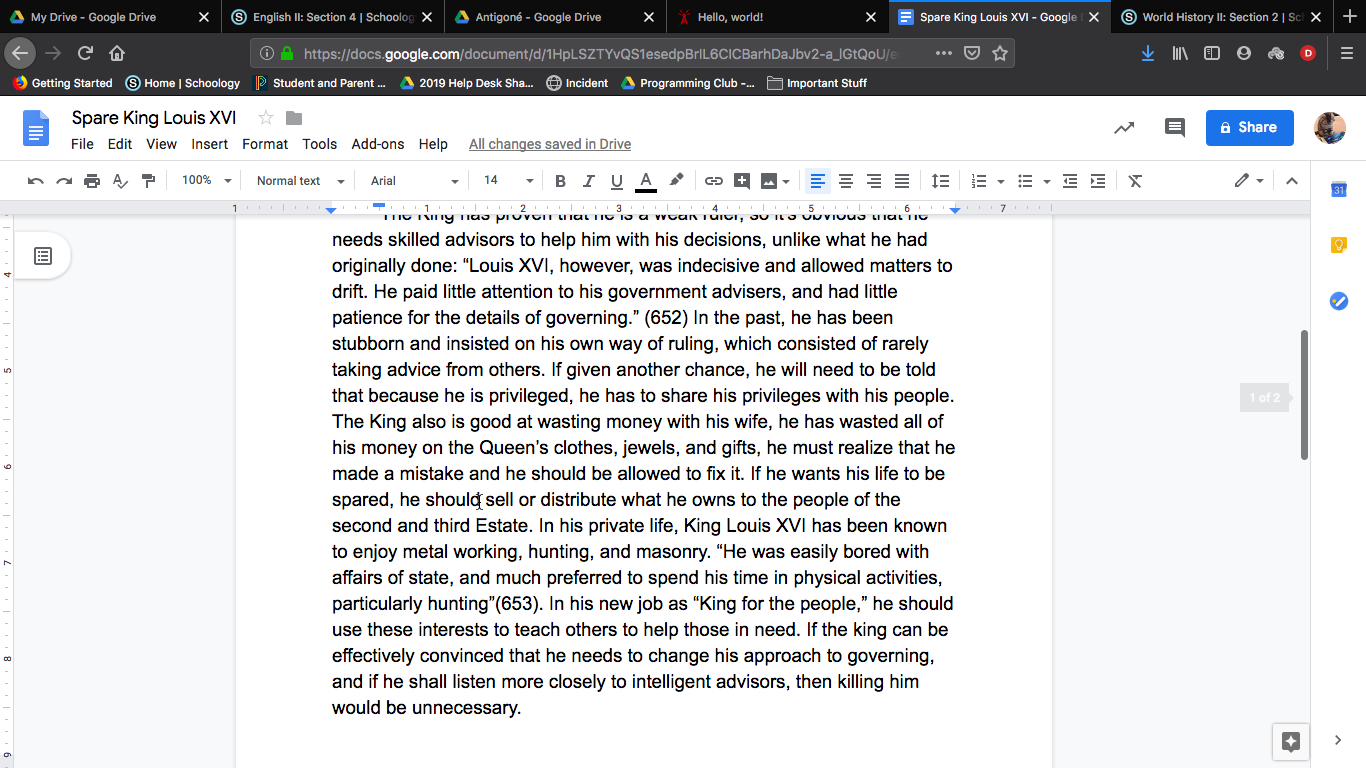 My Drive - Google Drive
English II: Section 4 | Schoolog
Antigoné - Google Drive
Hello, world!
Spare King Louis XVI - Google
World History II: Section 2 | Sc
https://docs.google.com/document/d/
Getting Started
Home | Schoology
Student and Parent ...
2019 Help Desk Sha...
Incident
Programming Club -...
Important Stuff
Spare King Louis XVI
File Edit View Insert Format Tools Add-ons Help All changes saved in Drive
Share
100% Normal text Arial 14 B I U A
31
1 1 2 3 4 5 6 7
The King has proven that he is a weak ruler, so it's obvious that he
needs skilled advisors to help him with his decisions, unlike what he had
originally done: “Louis XVI, however, was indecisive and allowed matters to
drift. He paid little attention to his government advisers, and had little
patience for the details of governing.” (652) In the past, he has been
stubborn and insisted on his own way of ruling, which consisted of rarely
taking advice from others. If given another chance, he will need to be told
that because he is privileged, he has to share his privileges with his people.
The King also is good at wasting money with his wife, he has wasted all of
his money on the Queen’s clothes, jewels, and gifts, he must realize that he
made a mistake and he should be allowed to fix it. If he wants his life to be
spared, he should sell or distribute what he owns to the people of the
second and third Estate. In his private life, King Louis XVI has been known
to enjoy metal working, hunting, and masonry. “He was easily bored with
affairs of state, and much preferred to spend his time in physical activities,
particularly hunting”(653). In his new job as “King for the people,” he should
use these interests to teach others to help those in need. If the king can be
effectively convinced that he needs to change his approach to governing,
and if he shall listen more closely to intelligent advisors, then killing him
would be unnecessary.
1 of 2
4
5
6
7
8
9